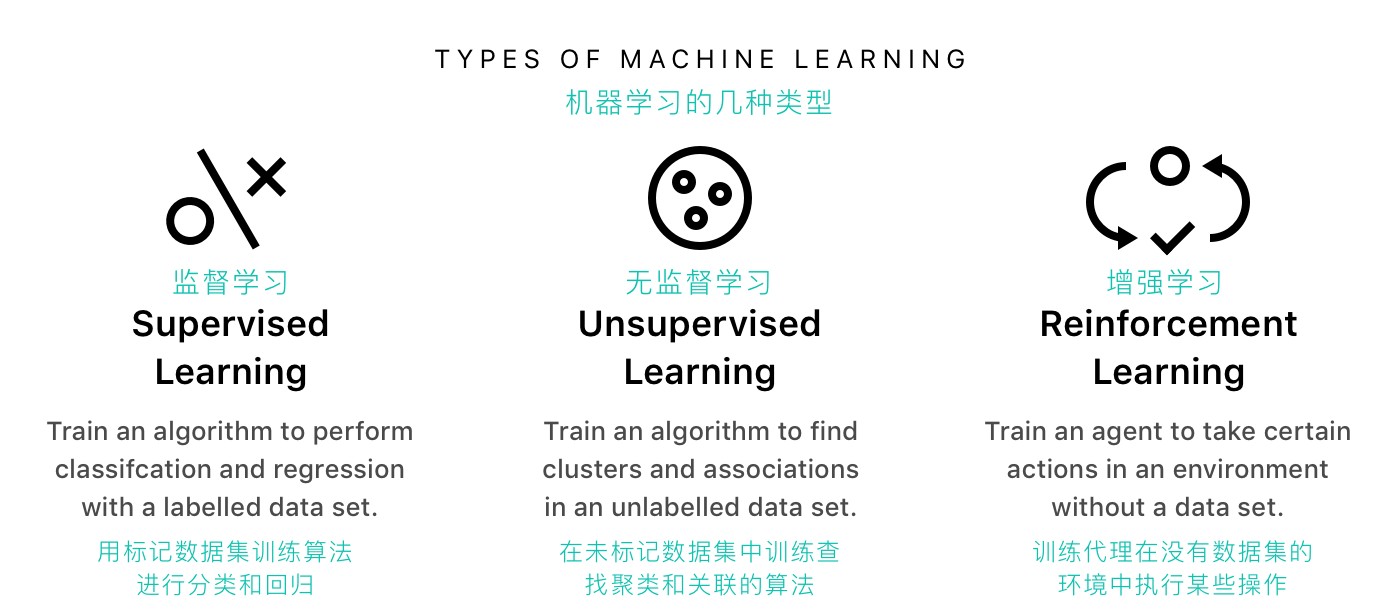 TYPES OF MACHINE LEARNING
机器学习的几种类型
监督学习
Supervised
Learning
Train an algorithm to perform
classifcation and regression
with a labelled data set.
用标记数据集训练算法
进行分类和回归
无监督学习
Unsupervised
Learning
Train an algorithm to find
clusters and associations
in an unlabelled data set.
在未标记数据集中训练查
找聚类和关联的算法
增强学习
Reinforcement
Learning
Train an agent to take certain
actions in an environment
without a data set.
训练代理在没有数据集的
环境中执行某些操作